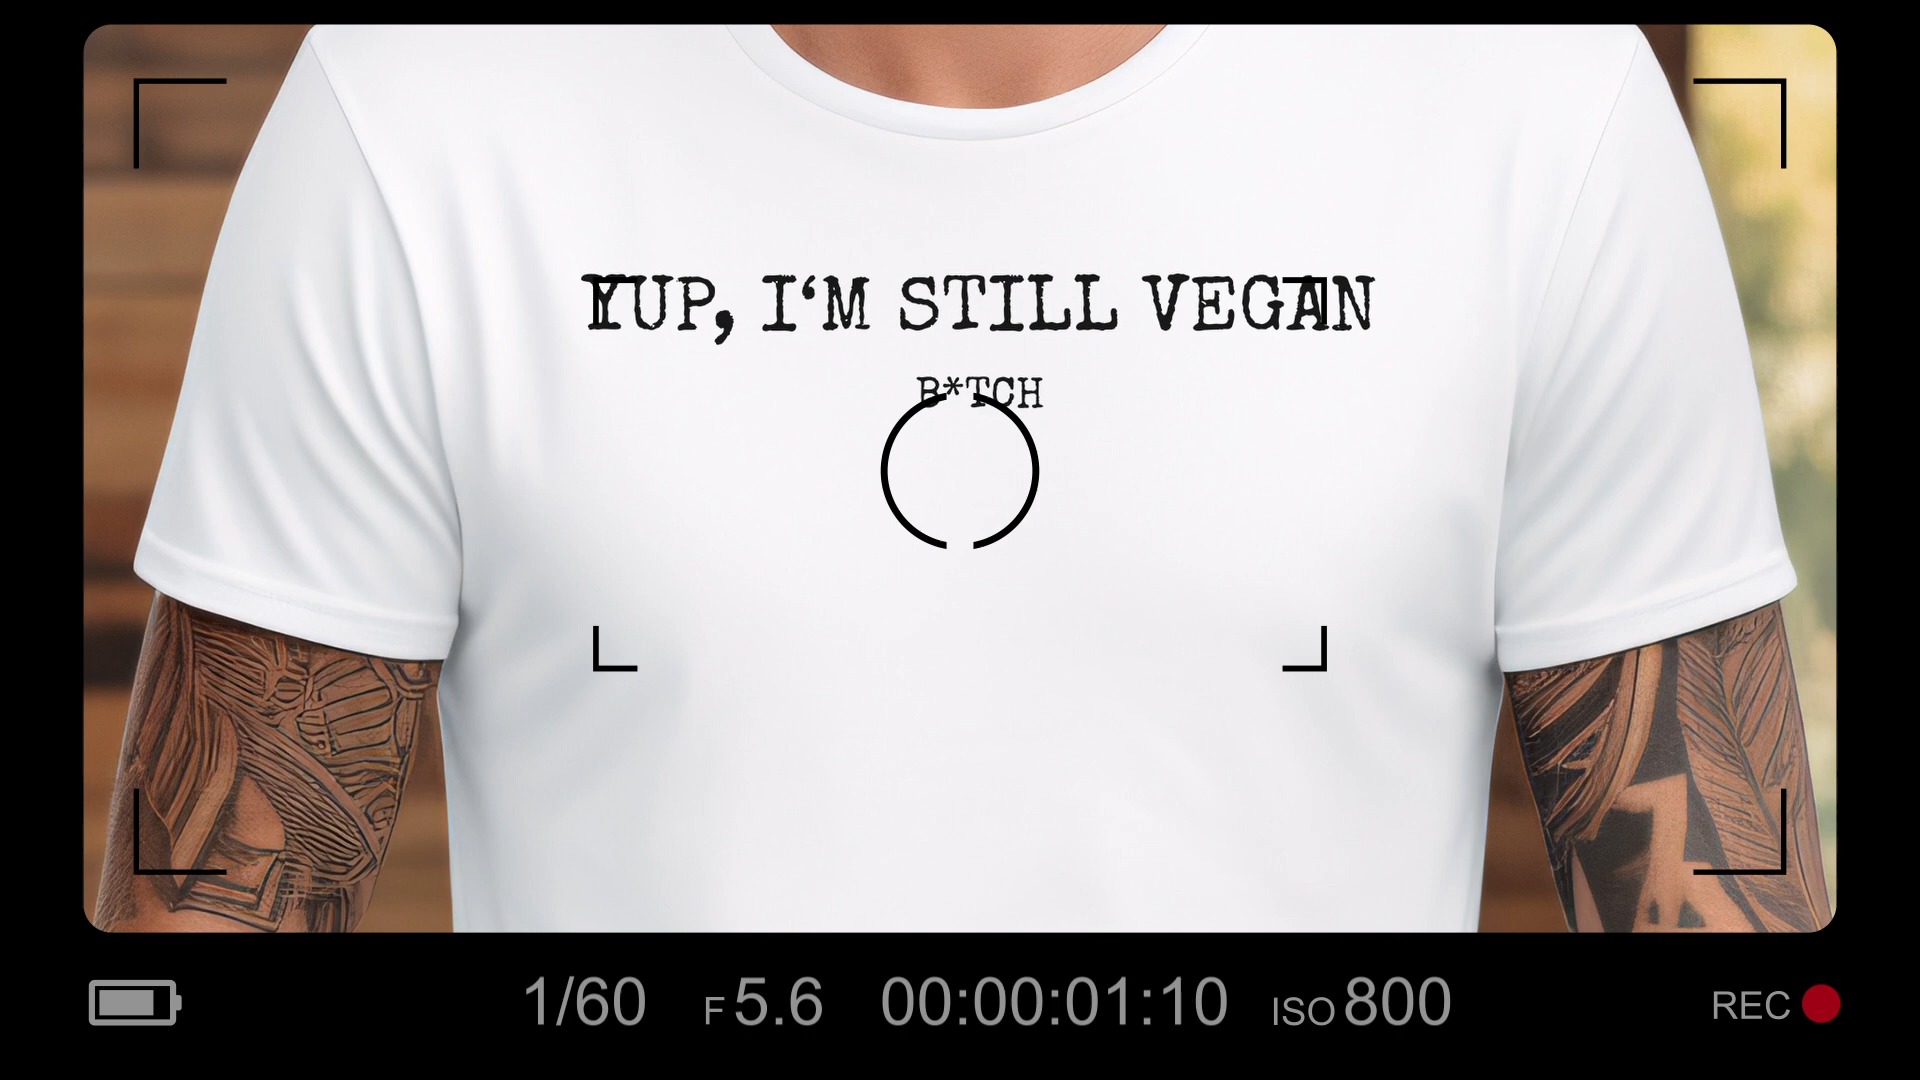 YUP, I‘M STILL VEGAN
B*TCH
1/60 F5.6 00:00:01:10 ISO800 REC